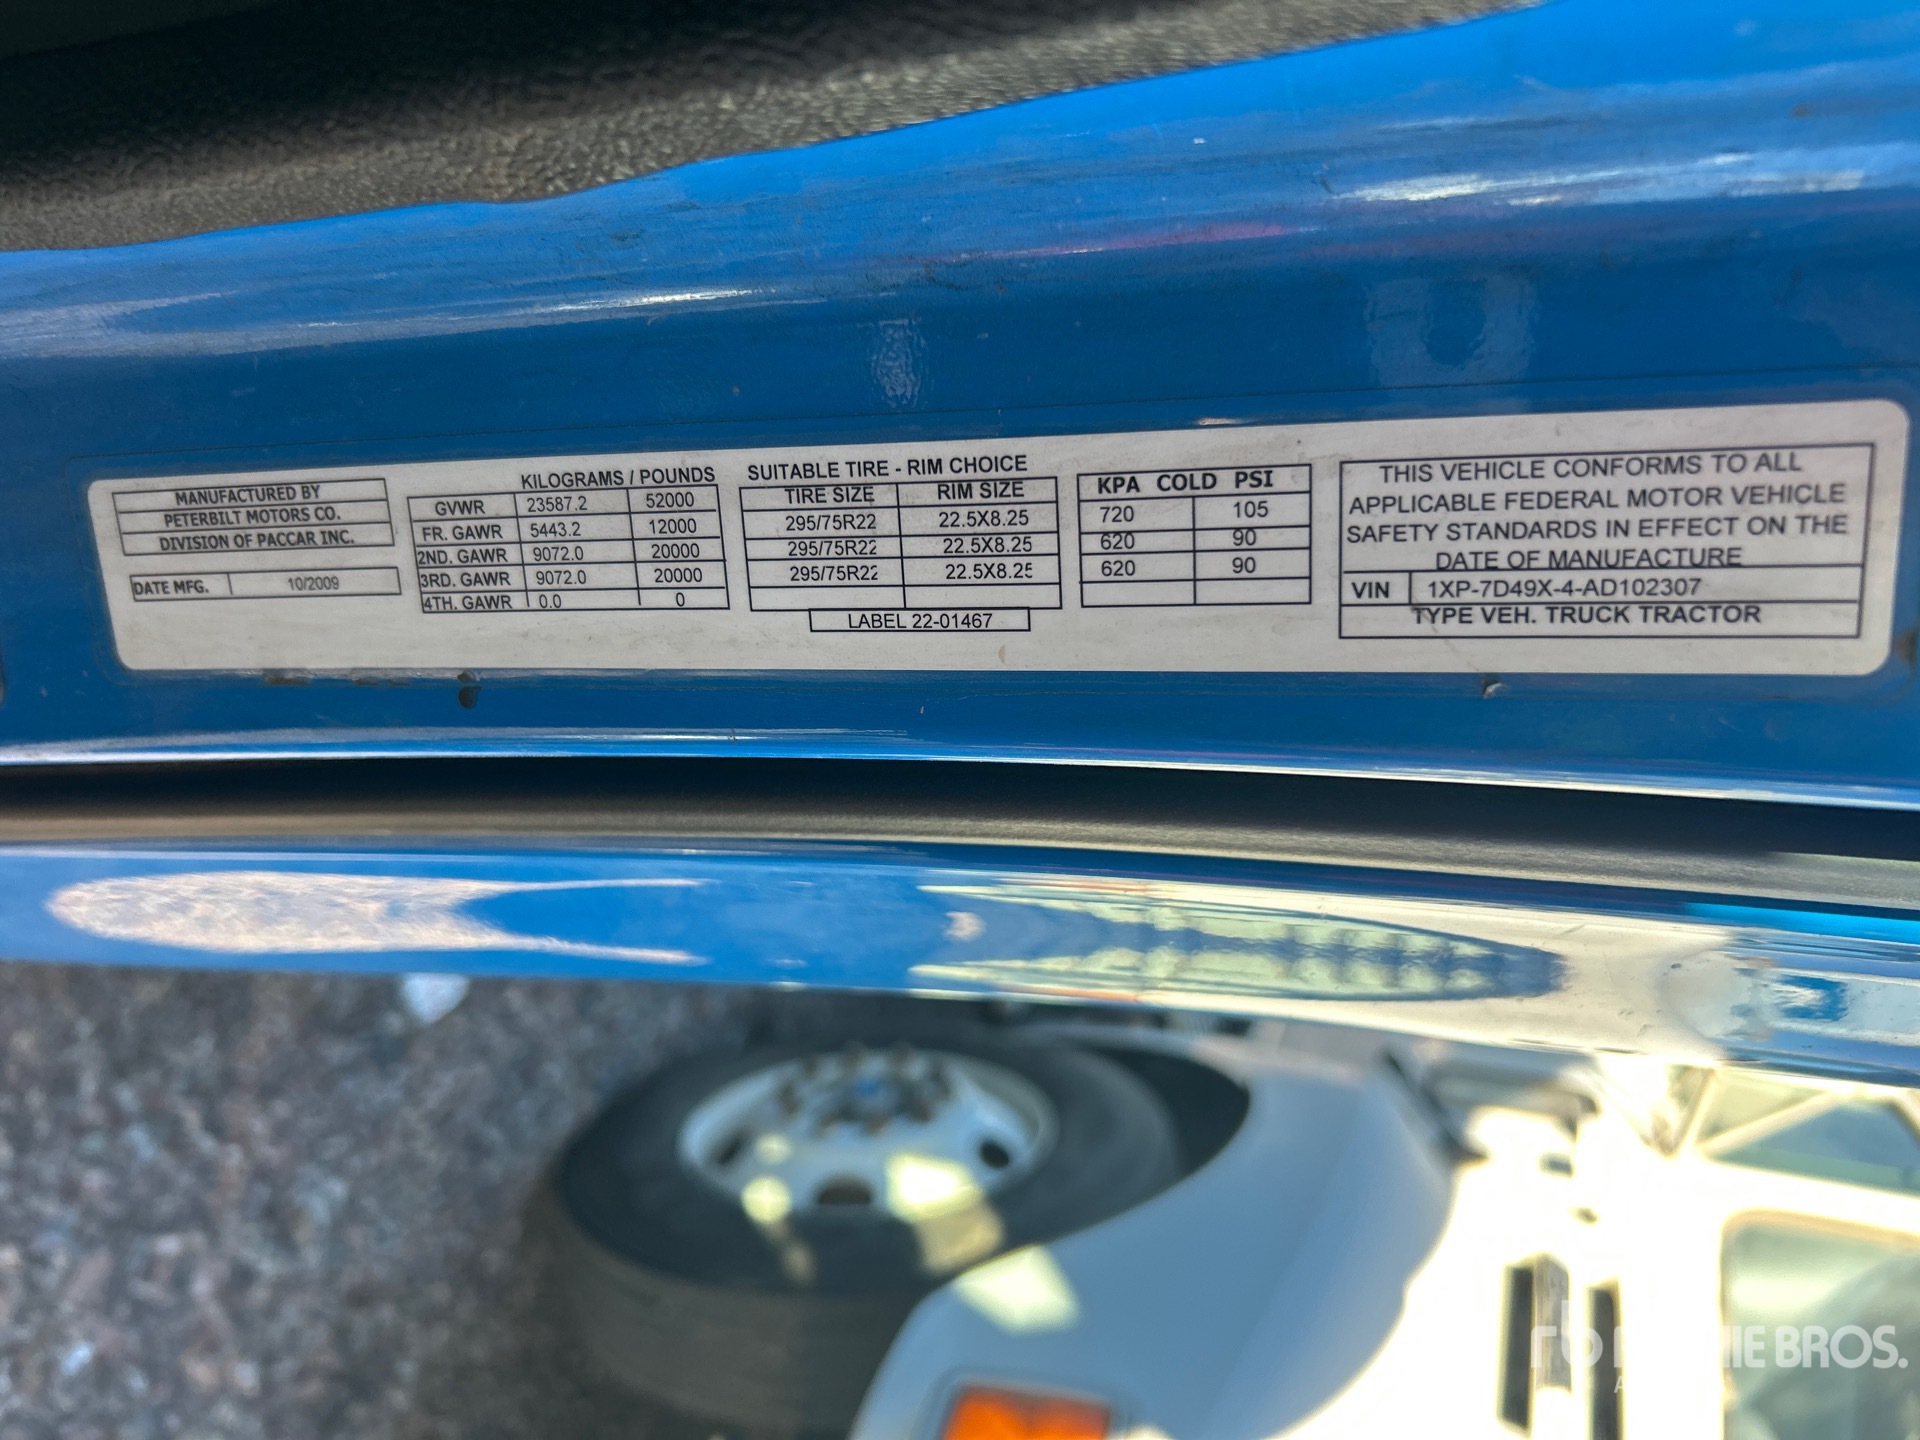 MANUFACTURED BY
PETERBILT MOTORS CO.
DIVISION OF PACCAR INC.
DATE MFG. 10/2009
KILOGRAMS / POUNDS
GVWR 23587.2 52000
FR. GAWR 5443.2 12000
2ND. GAWR 9072.0 20000
3RD. GAWR 9072.0 20000
4TH. GAWR 0.0 0
SUITABLE TIRE - RIM CHOICE
TIRE SIZE RIM SIZE
295/75R22 22.5X8.25
295/75R22 22.5X8.25
295/75R22 22.5X8.25
LABEL 22-01467
KPA COLD PSI
720 105
620 90
620 90
THIS VEHICLE CONFORMS TO ALL
APPLICABLE FEDERAL MOTOR VEHICLE
SAFETY STANDARDS IN EFFECT ON THE
DATE OF MANUFACTURE
VIN 1XP-7D49X-4-AD102307
TYPE VEH. TRUCK TRACTOR
BROS.